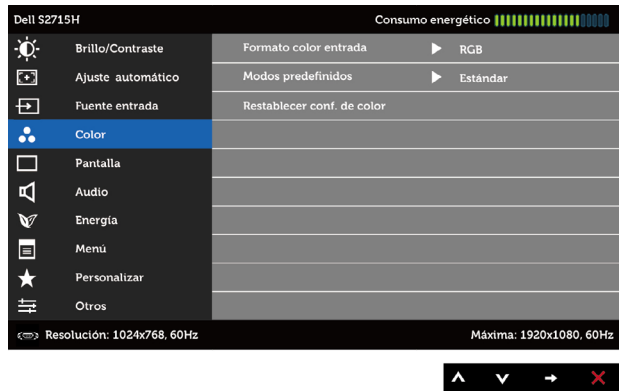 Dell S2715H Consumo energético
Brillo/Contraste Formato color entrada RGB
Ajuste automático Modos predefinidos Estándar
Fuente entrada Restablecer conf. de color
Color
Pantalla
Audio
Energía
Menú
Personalizar
Otros
Resolución: 1024x768, 60Hz Máxima: 1920x1080, 60Hz